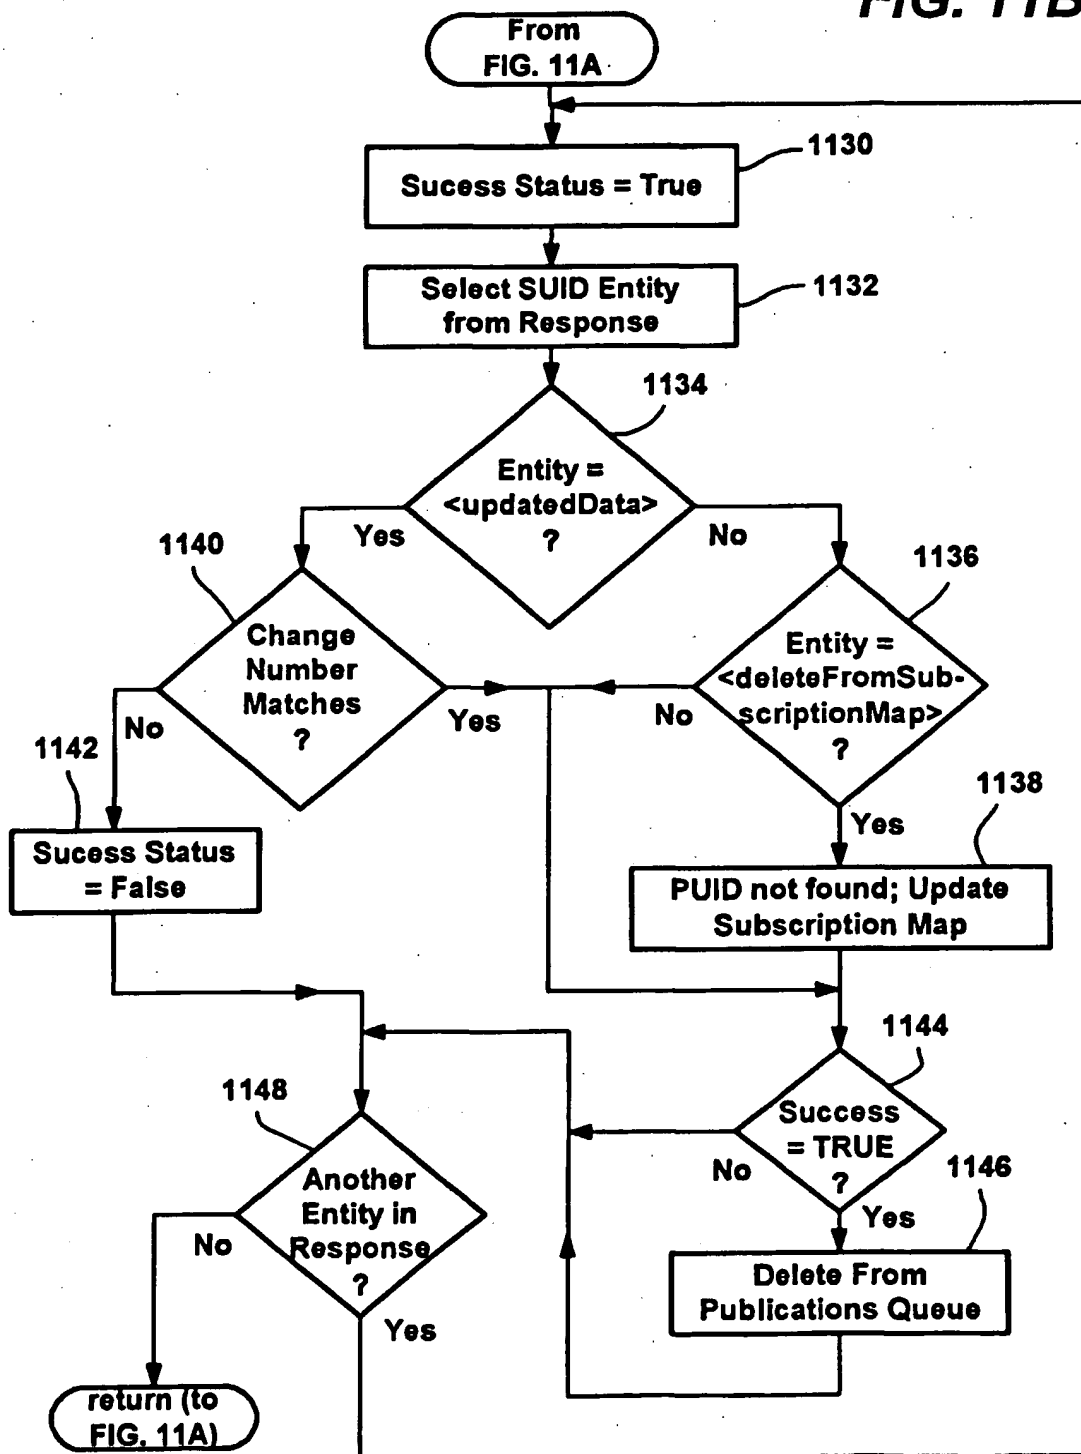 FIG. 11B
From
FIG. 11A
1130
Sucess Status = True
1132
Select SUID Entity
from Response
1134
Entity =
<updatedData>
?
Yes
No
1140
Change
Number
Matches
?
No
Yes
1136
Entity =
<deleteFromSub-
scriptionMap>
?
No
Yes
1142
Sucess Status
= False
1138
PUID not found; Update
Subscription Map
1144
Success
= TRUE
?
No
Yes
1148
Another
Entity in
Response
?
No
Yes
1146
Delete From
Publications Queue
return (to
FIG. 11A)